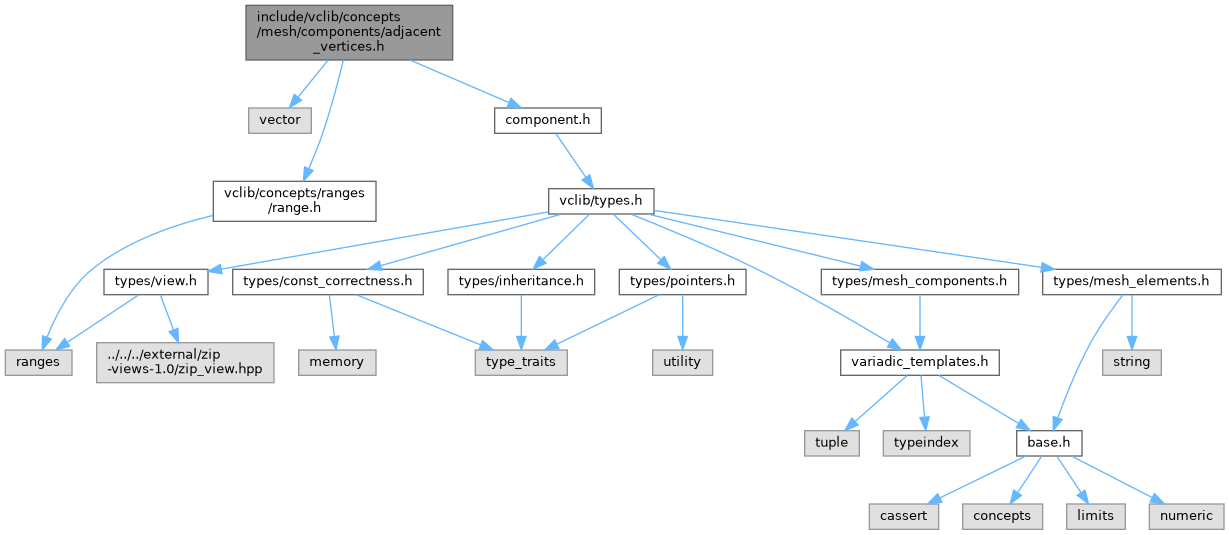 include/vclib/concepts
/mesh/components/adjacent
_vertices.h
vector
component.h
vclib/concepts/ranges
/range.h
vclib/types.h
types/view.h
types/const_correctness.h
types/inheritance.h
types/pointers.h
types/mesh_components.h
types/mesh_elements.h
ranges
../../../external/zip
-views-1.0/zip_view.hpp
memory
type_traits
utility
variadic_templates.h
string
tuple
typeindex
base.h
cassert
concepts
limits
numeric